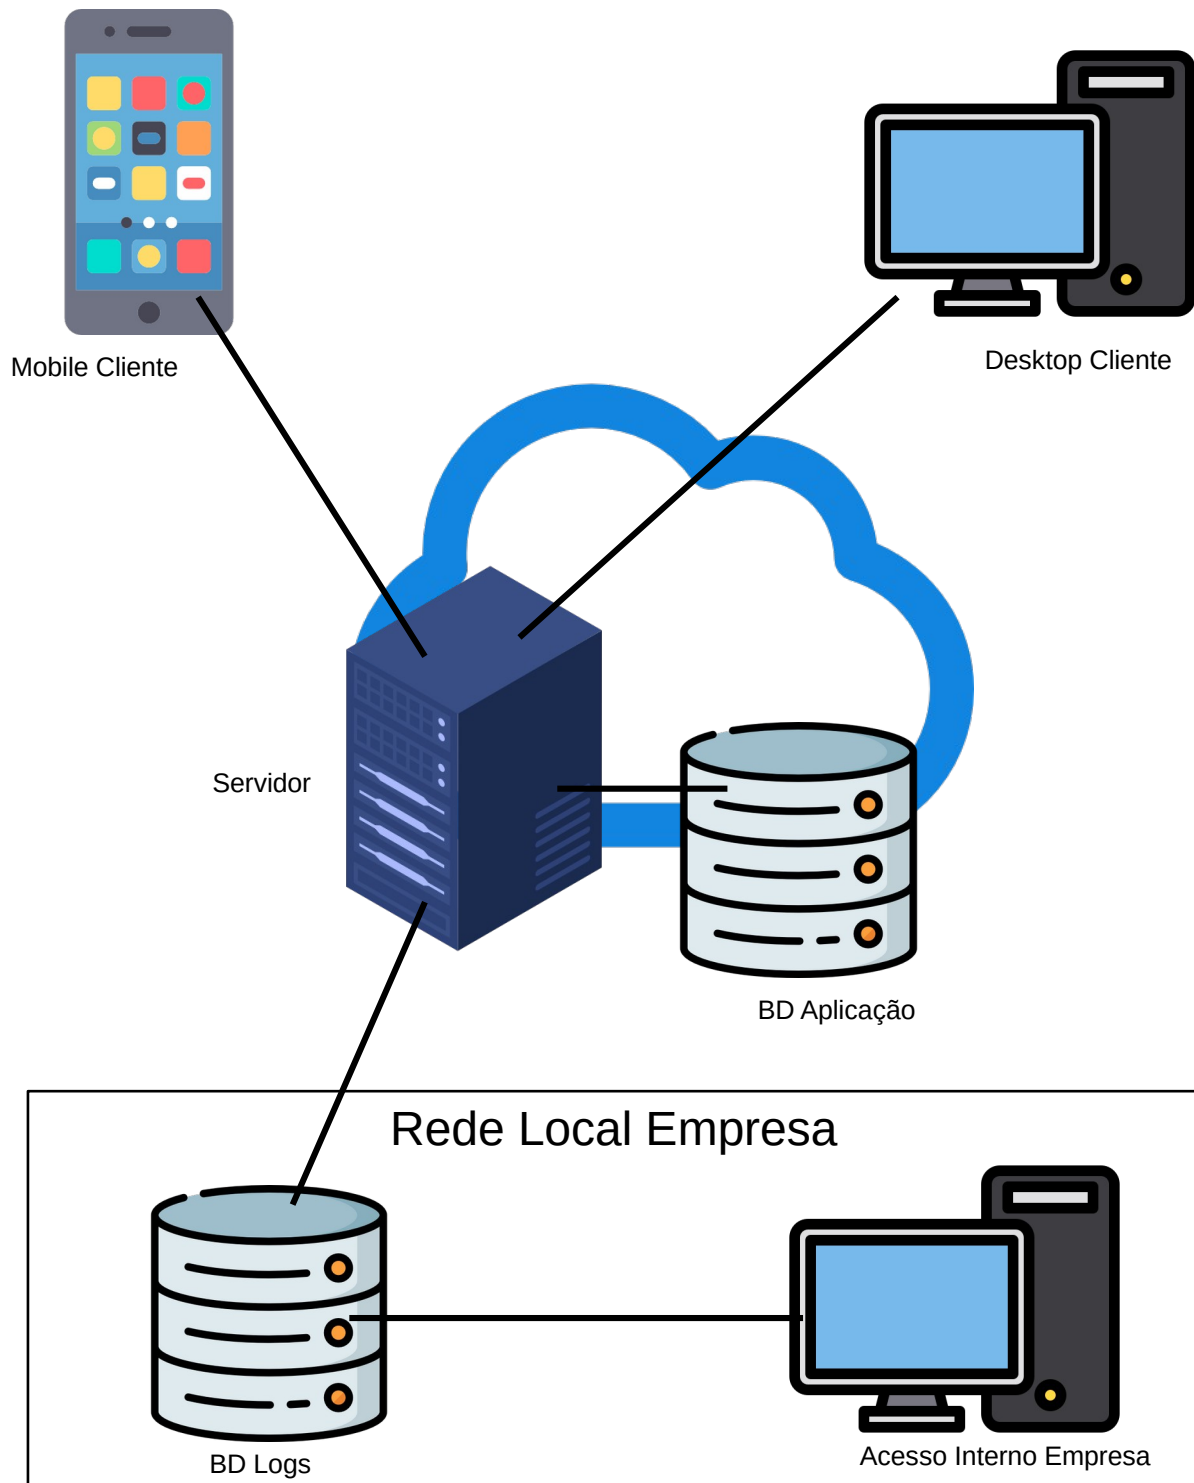 Mobile Cliente
Desktop Cliente
Servidor
BD Aplicação
Rede Local Empresa
BD Logs
Acesso Interno Empresa